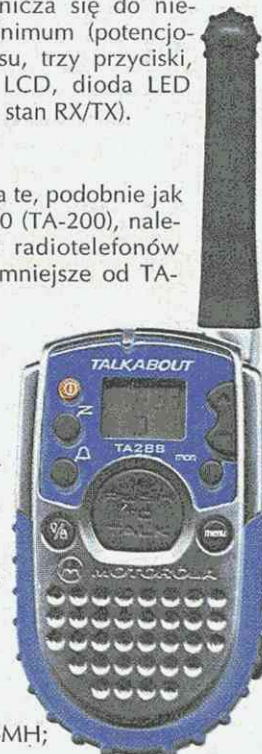 nicza się do nie-
nimum (potencjo-
su, trzy przyciski,
LCD, dioda LED
stan RX/TX).
a te, podobnie jak
0 (TA-200), nale-
radiotelefonów
mniejsze od TA-
TALKABOUT
TA288
mon
menu
MOTOROLA
MH;